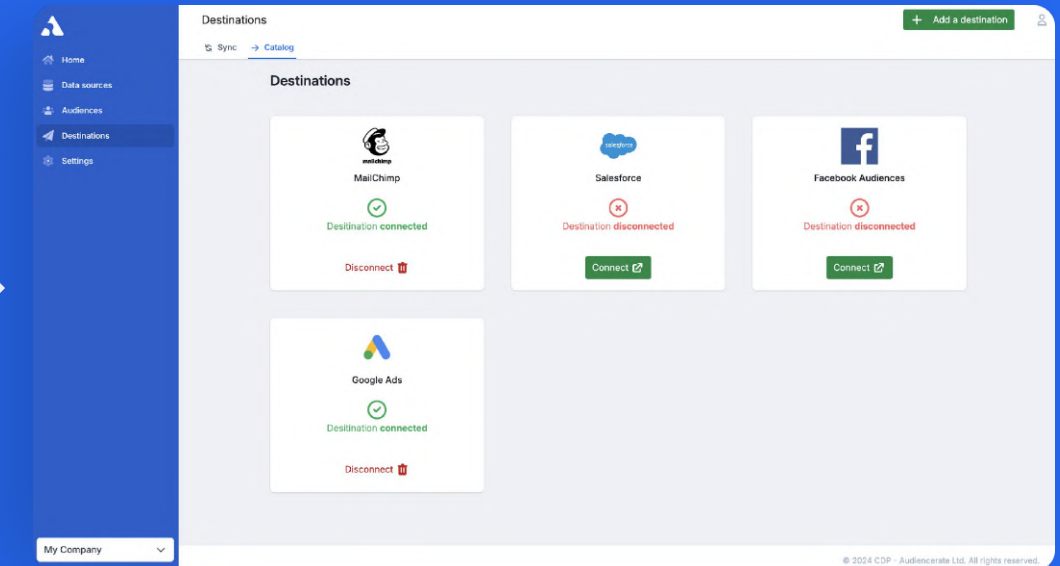 Destinations
Add a destination
Sync
Catalog
Home
Data sources
Audiences
Destinations
Settings
Destinations
mailchimp
MailChimp
Desitination connected
Disconnect
salesforce
Salesforce
Destination disconnected
Connect
Facebook Audiences
Destination disconnected
Connect
Google Ads
Desitination connected
Disconnect
My Company
© 2024 CDP - Audiencerate Ltd. All rights reserved.